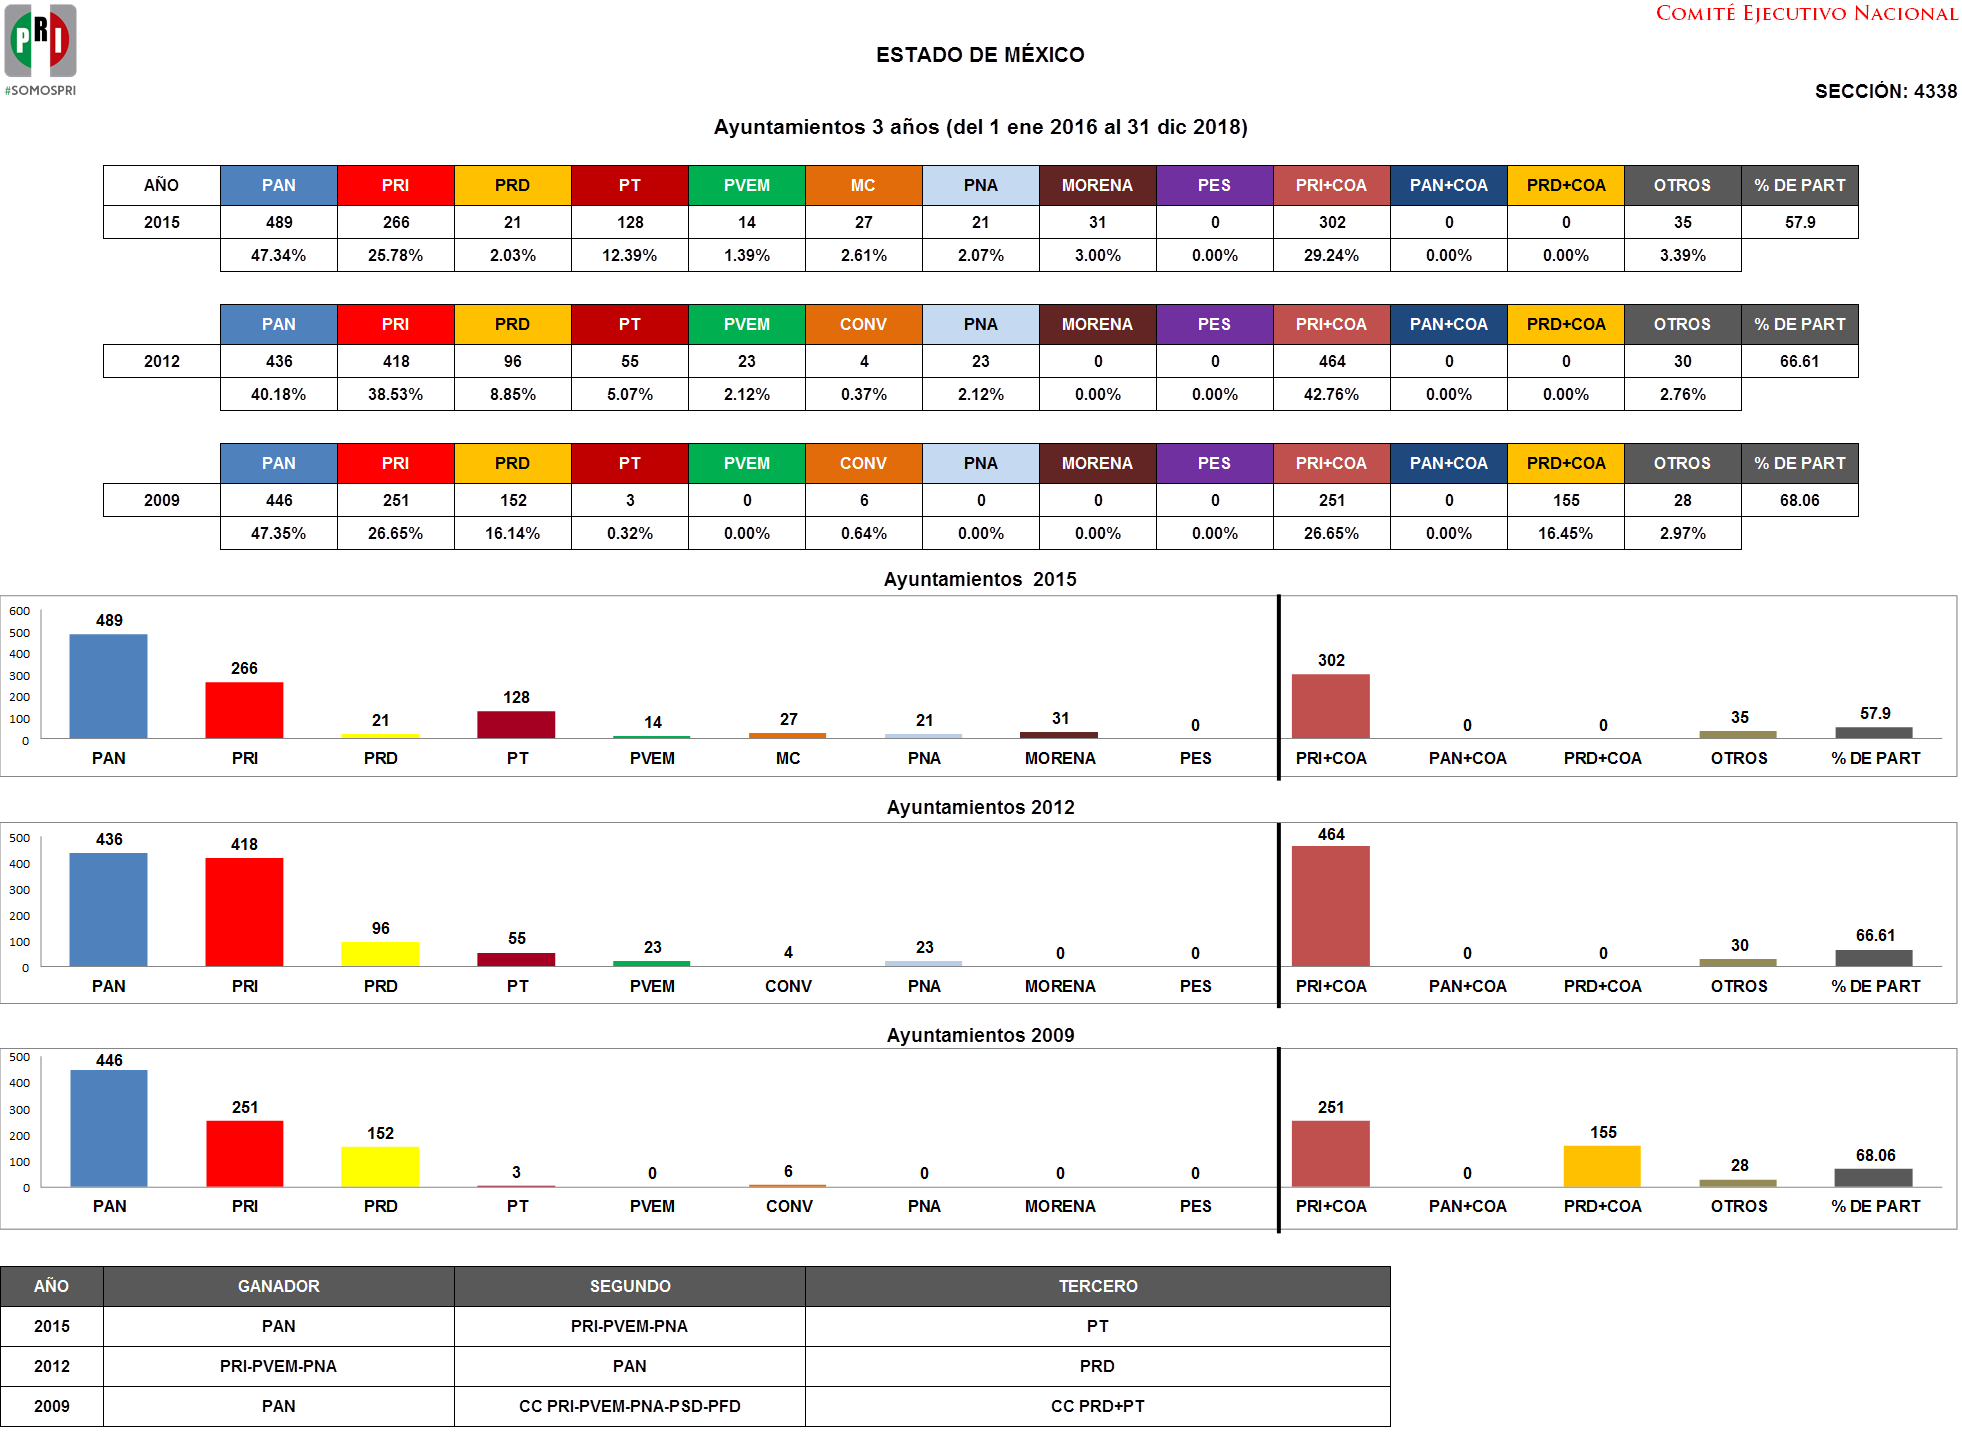 PRI
#SOMOSPRI
COMITÉ EJECUTIVO NACIONAL
ESTADO DE MÉXICO
SECCIÓN: 4338
Ayuntamientos 3 años (del 1 ene 2016 al 31 dic 2018)
AÑO PAN PRI PRD PT PVEM MC PNA MORENA PES PRI+COA PAN+COA PRD+COA OTROS % DE PART
2015 489 266 21 128 14 27 21 31 0 302 0 0 35 57.9
47.34% 25.78% 2.03% 12.39% 1.39% 2.61% 2.07% 3.00% 0.00% 29.24% 0.00% 0.00% 3.39%
PAN PRI PRD PT PVEM CONV PNA MORENA PES PRI+COA PAN+COA PRD+COA OTROS % DE PART
2012 436 418 96 55 23 4 23 0 0 464 0 0 30 66.61
40.18% 38.53% 8.85% 5.07% 2.12% 0.37% 2.12% 0.00% 0.00% 42.76% 0.00% 0.00% 2.76%
PAN PRI PRD PT PVEM CONV PNA MORENA PES PRI+COA PAN+COA PRD+COA OTROS % DE PART
2009 446 251 152 3 0 6 0 0 0 251 0 155 28 68.06
47.35% 26.65% 16.14% 0.32% 0.00% 0.64% 0.00% 0.00% 0.00% 26.65% 0.00% 16.45% 2.97%
Ayuntamientos 2015
600
500
400
300
200
100
0
489 266 21 128 14 27 21 31 0 302 0 0 35 57.9
PAN PRI PRD PT PVEM MC PNA MORENA PES PRI+COA PAN+COA PRD+COA OTROS % DE PART
Ayuntamientos 2012
500
400
300
200
100
0
436 418 96 55 23 4 23 0 0 464 0 0 30 66.61
PAN PRI PRD PT PVEM CONV PNA MORENA PES PRI+COA PAN+COA PRD+COA OTROS % DE PART
Ayuntamientos 2009
500
400
300
200
100
0
446 251 152 3 0 6 0 0 0 251 0 155 28 68.06
PAN PRI PRD PT PVEM CONV PNA MORENA PES PRI+COA PAN+COA PRD+COA OTROS % DE PART
AÑO GANADOR SEGUNDO TERCERO
2015 PAN PRI-PVEM-PNA PT
2012 PRI-PVEM-PNA PAN PRD
2009 PAN CC PRI-PVEM-PNA-PSD-PFD CC PRD+PT